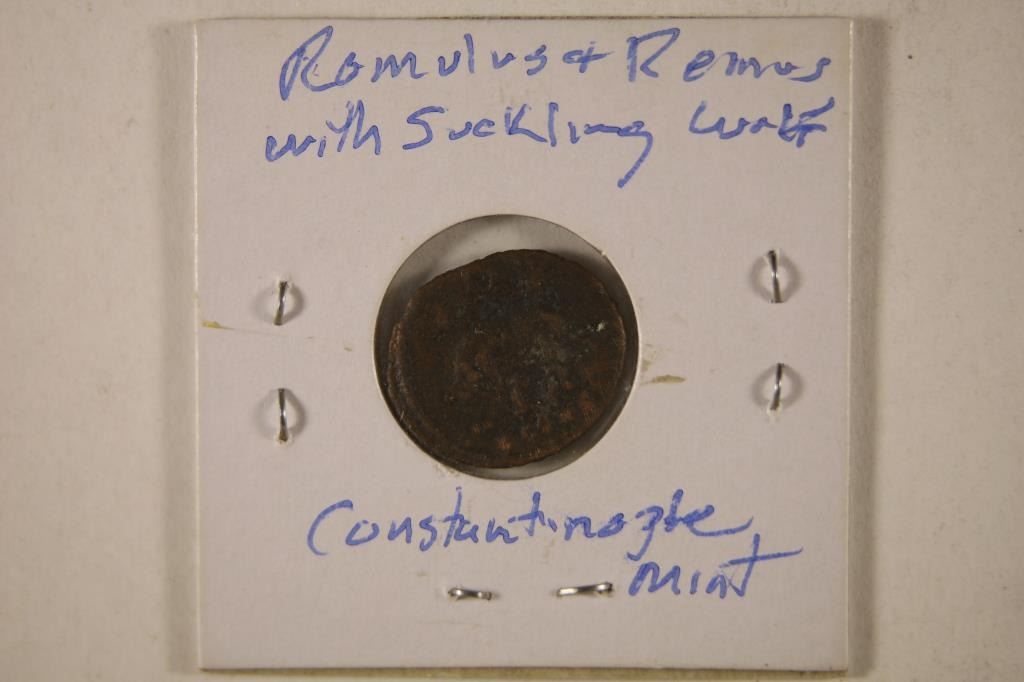 Romulus & Remus
with Suckling Wolf
Constantinople
mint